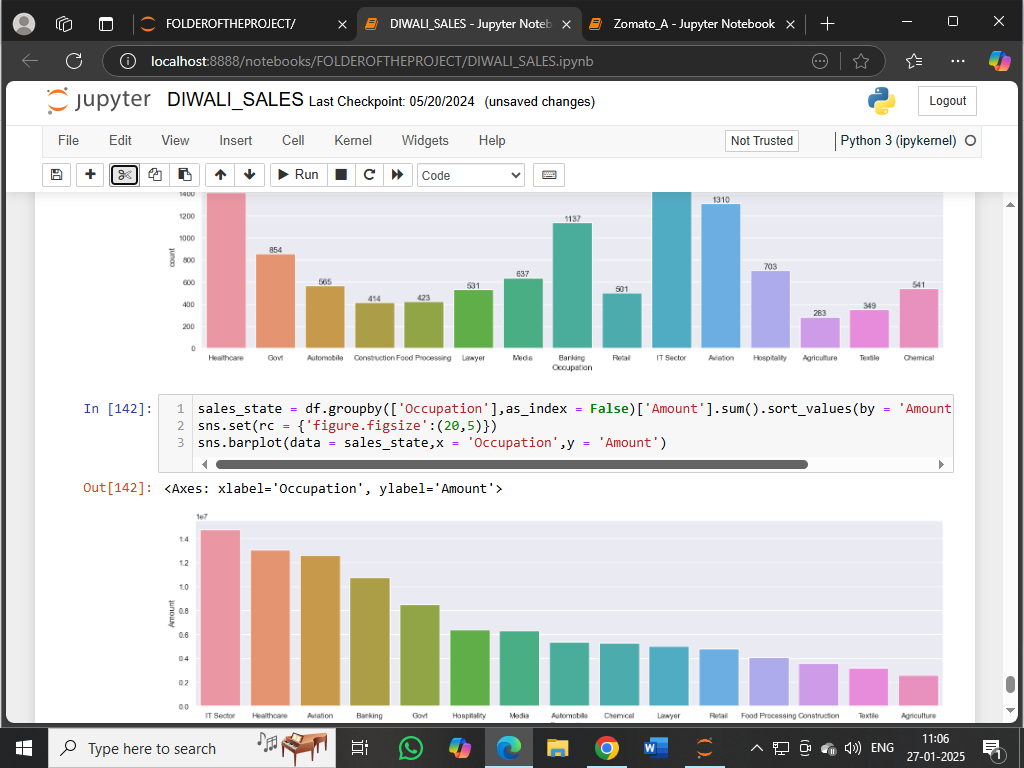 FOLDEROFTHEPROJECT/
DIWALI_SALES - Jupyter Noteb
Zomato_A - Jupyter Notebook
localhost:8888/notebooks/FOLDEROFTHEPROJECT/DIWALI_SALES.ipynb
jupyter DIWALI_SALES Last Checkpoint: 05/20/2024 (unsaved changes)
Logout
File Edit View Insert Cell Kernel Widgets Help
Not Trusted
Python 3 (ipykernel)
Run
Code
1400
1200
1000
800
600
400
200
0
count
854
565
414
423
531
637
1137
501
1310
703
283
349
541
Healthcare Govt Automobile Construction Food Processing Lawyer Media Banking Retail IT Sector Aviation Hospitality Agriculture Textile Chemical
Occupation
In [142]:
1 sales_state = df.groupby(['Occupation'],as_index = False)['Amount'].sum().sort_values(by = 'Amount
2 sns.set(rc = {'figure.figsize':(20,5)})
3 sns.barplot(data = sales_state,x = 'Occupation',y = 'Amount')
Out[142]: <Axes: xlabel='Occupation', ylabel='Amount'>
1e7
1.4
1.2
1.0
0.8
0.6
0.4
0.2
0.0
Amount
IT Sector Healthcare Aviation Banking Govt Hospitality Media Automobile Chemical Lawyer Retail Food Processing Construction Textile Agriculture
Type here to search
ENG
11:06
27-01-2025
1